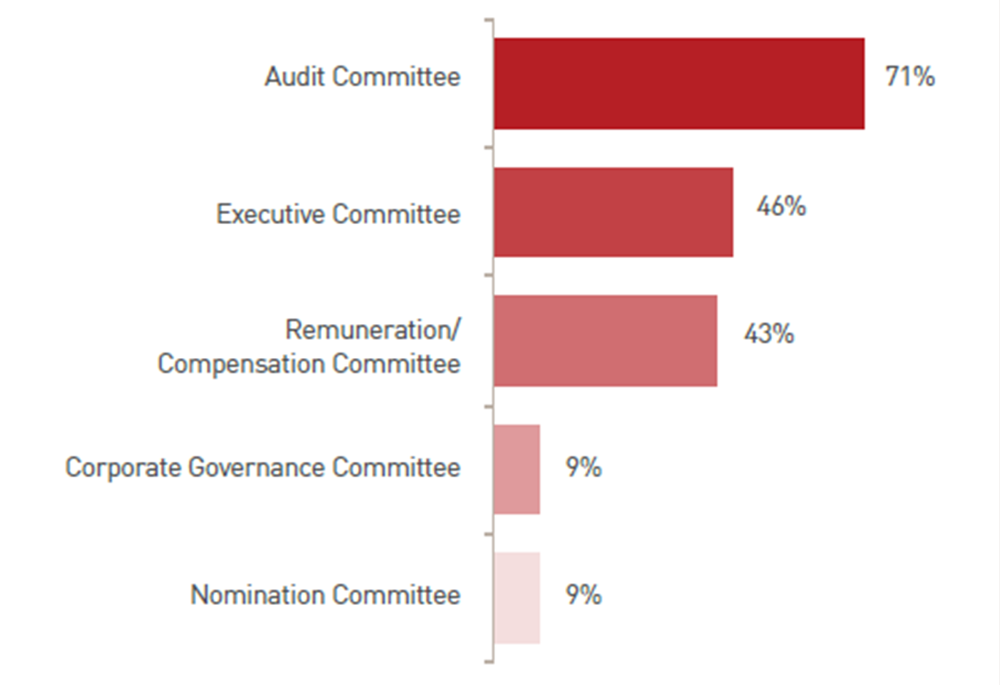 Audit Committee 71%
Executive Committee 46%
Remuneration/
Compensation Committee 43%
Corporate Governance Committee 9%
Nomination Committee 9%